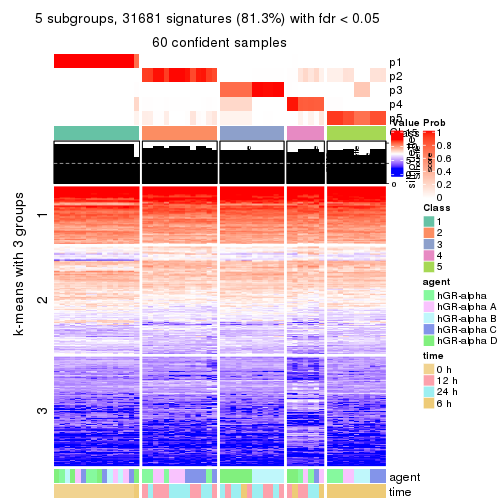 5 subgroups, 31681 signatures (81.3%) with fdr < 0.05
60 confident samples
p1
p2
p3
p4
p5
Class
1
2
3
k-means with 3 groups
agent
time
Value
Prob
1
0.8
0.6
0.4
0.2
0
0
Class
1
2
3
4
5
agent
hGR-alpha
hGR-alpha A
hGR-alpha B
hGR-alpha C
hGR-alpha D
time
0 h
12 h
24 h
6 h